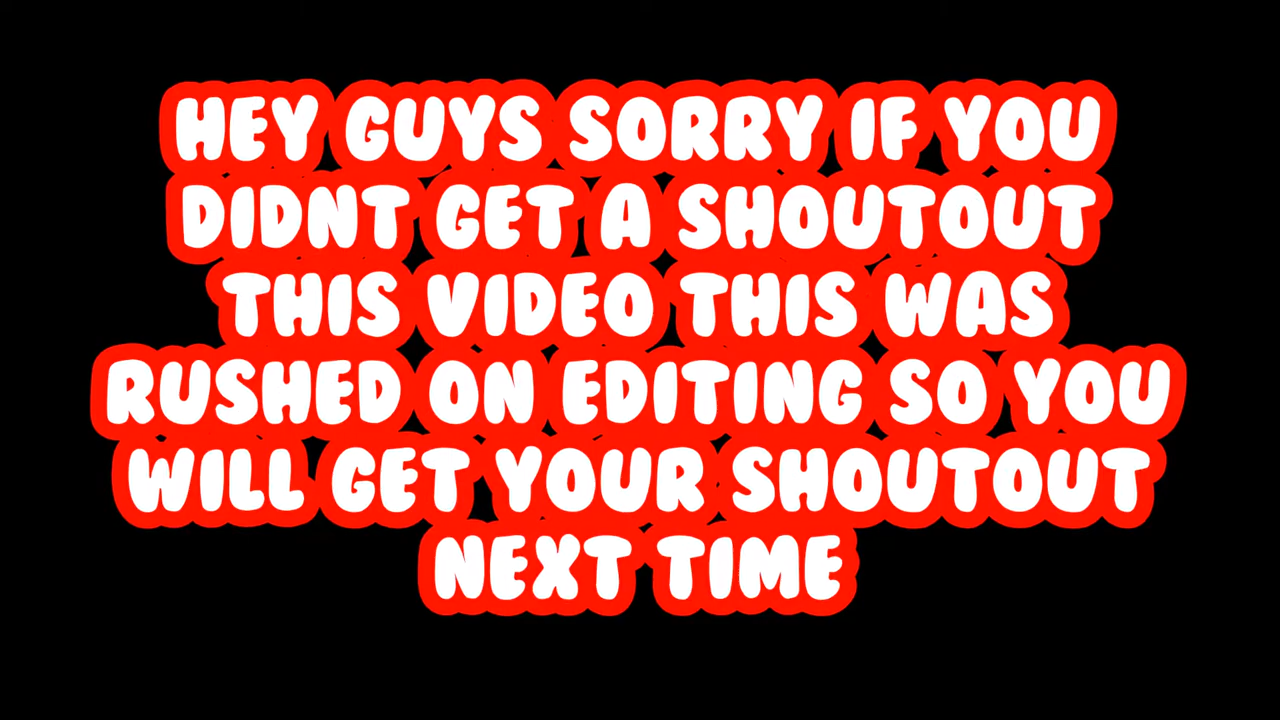 HEY GUYS SORRY IF YOU
DIDNT GET A SHOUTOUT
THIS VIDEO THIS WAS
RUSHED ON EDITING SO YOU
WILL GET YOUR SHOUTOUT
NEXT TIME